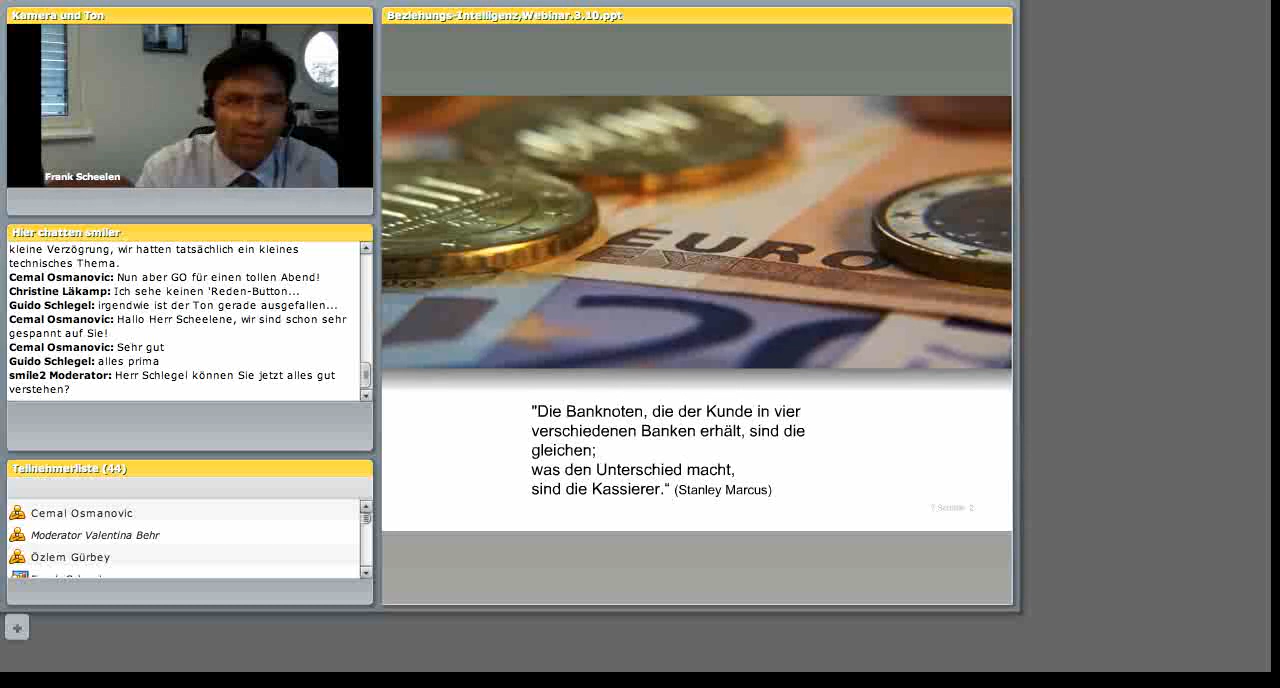 Kamera und Ton
Frank Scheelen
Hier chatten smiler
kleine Verzögrung, wir hatten tatsächlich ein kleines
technisches Thema.
Cemal Osmanovic: Nun aber GO für einen tollen Abend!
Christine Läkamp: Ich sehe keinen 'Reden-Button...
Guido Schlegel: irgendwie ist der Ton gerade ausgefallen...
Cemal Osmanovic: Hallo Herr Scheelene, wir sind schon sehr
gespannt auf Sie!
Cemal Osmanovic: Sehr gut
Guido Schlegel: alles prima
smile2 Moderator: Herr Schlegel können Sie jetzt alles gut
verstehen?
Teilnehmerliste (44)
Cemal Osmanovic
Moderator Valentina Behr
Özlem Gürbey
Beziehungs-Intelligenz,Webinar.3.10.ppt
EURO
"Die Banknoten, die der Kunde in vier
verschiedenen Banken erhält, sind die
gleichen;
was den Unterschied macht,
sind die Kassierer.“ (Stanley Marcus)